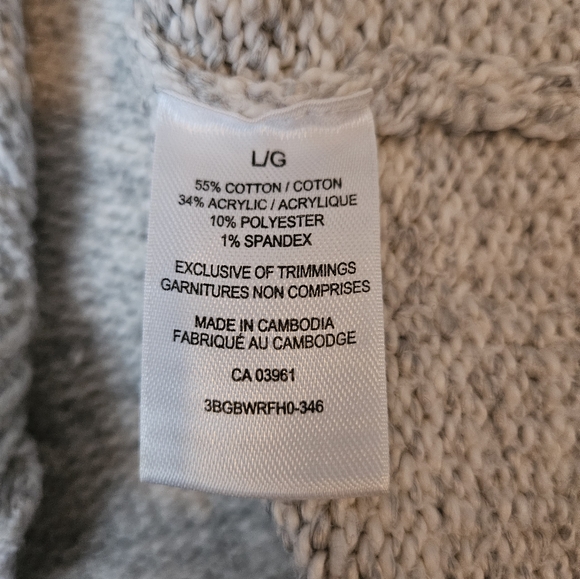 L/G
55% COTTON / COTON
34% ACRYLIC / ACRYLIQUE
10% POLYESTER
1% SPANDEX
EXCLUSIVE OF TRIMMINGS
GARNITURES NON COMPRISES
MADE IN CAMBODIA
FABRIQUÉ AU CAMBODGE
CA 03961
3BGBWRFH0-346